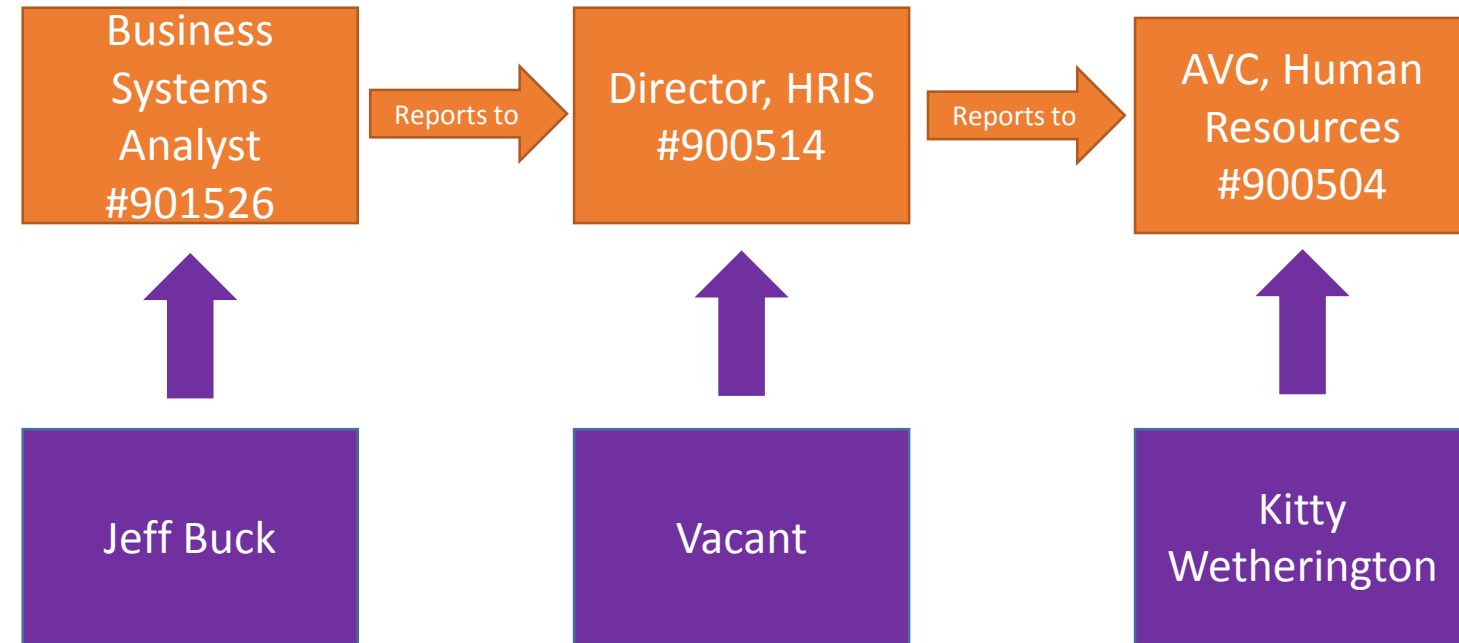 Business
Systems
Analyst
#901526
Reports to
Director, HRIS
#900514
Reports to
AVC, Human
Resources
#900504
Jeff Buck
Vacant
Kitty
Wetherington